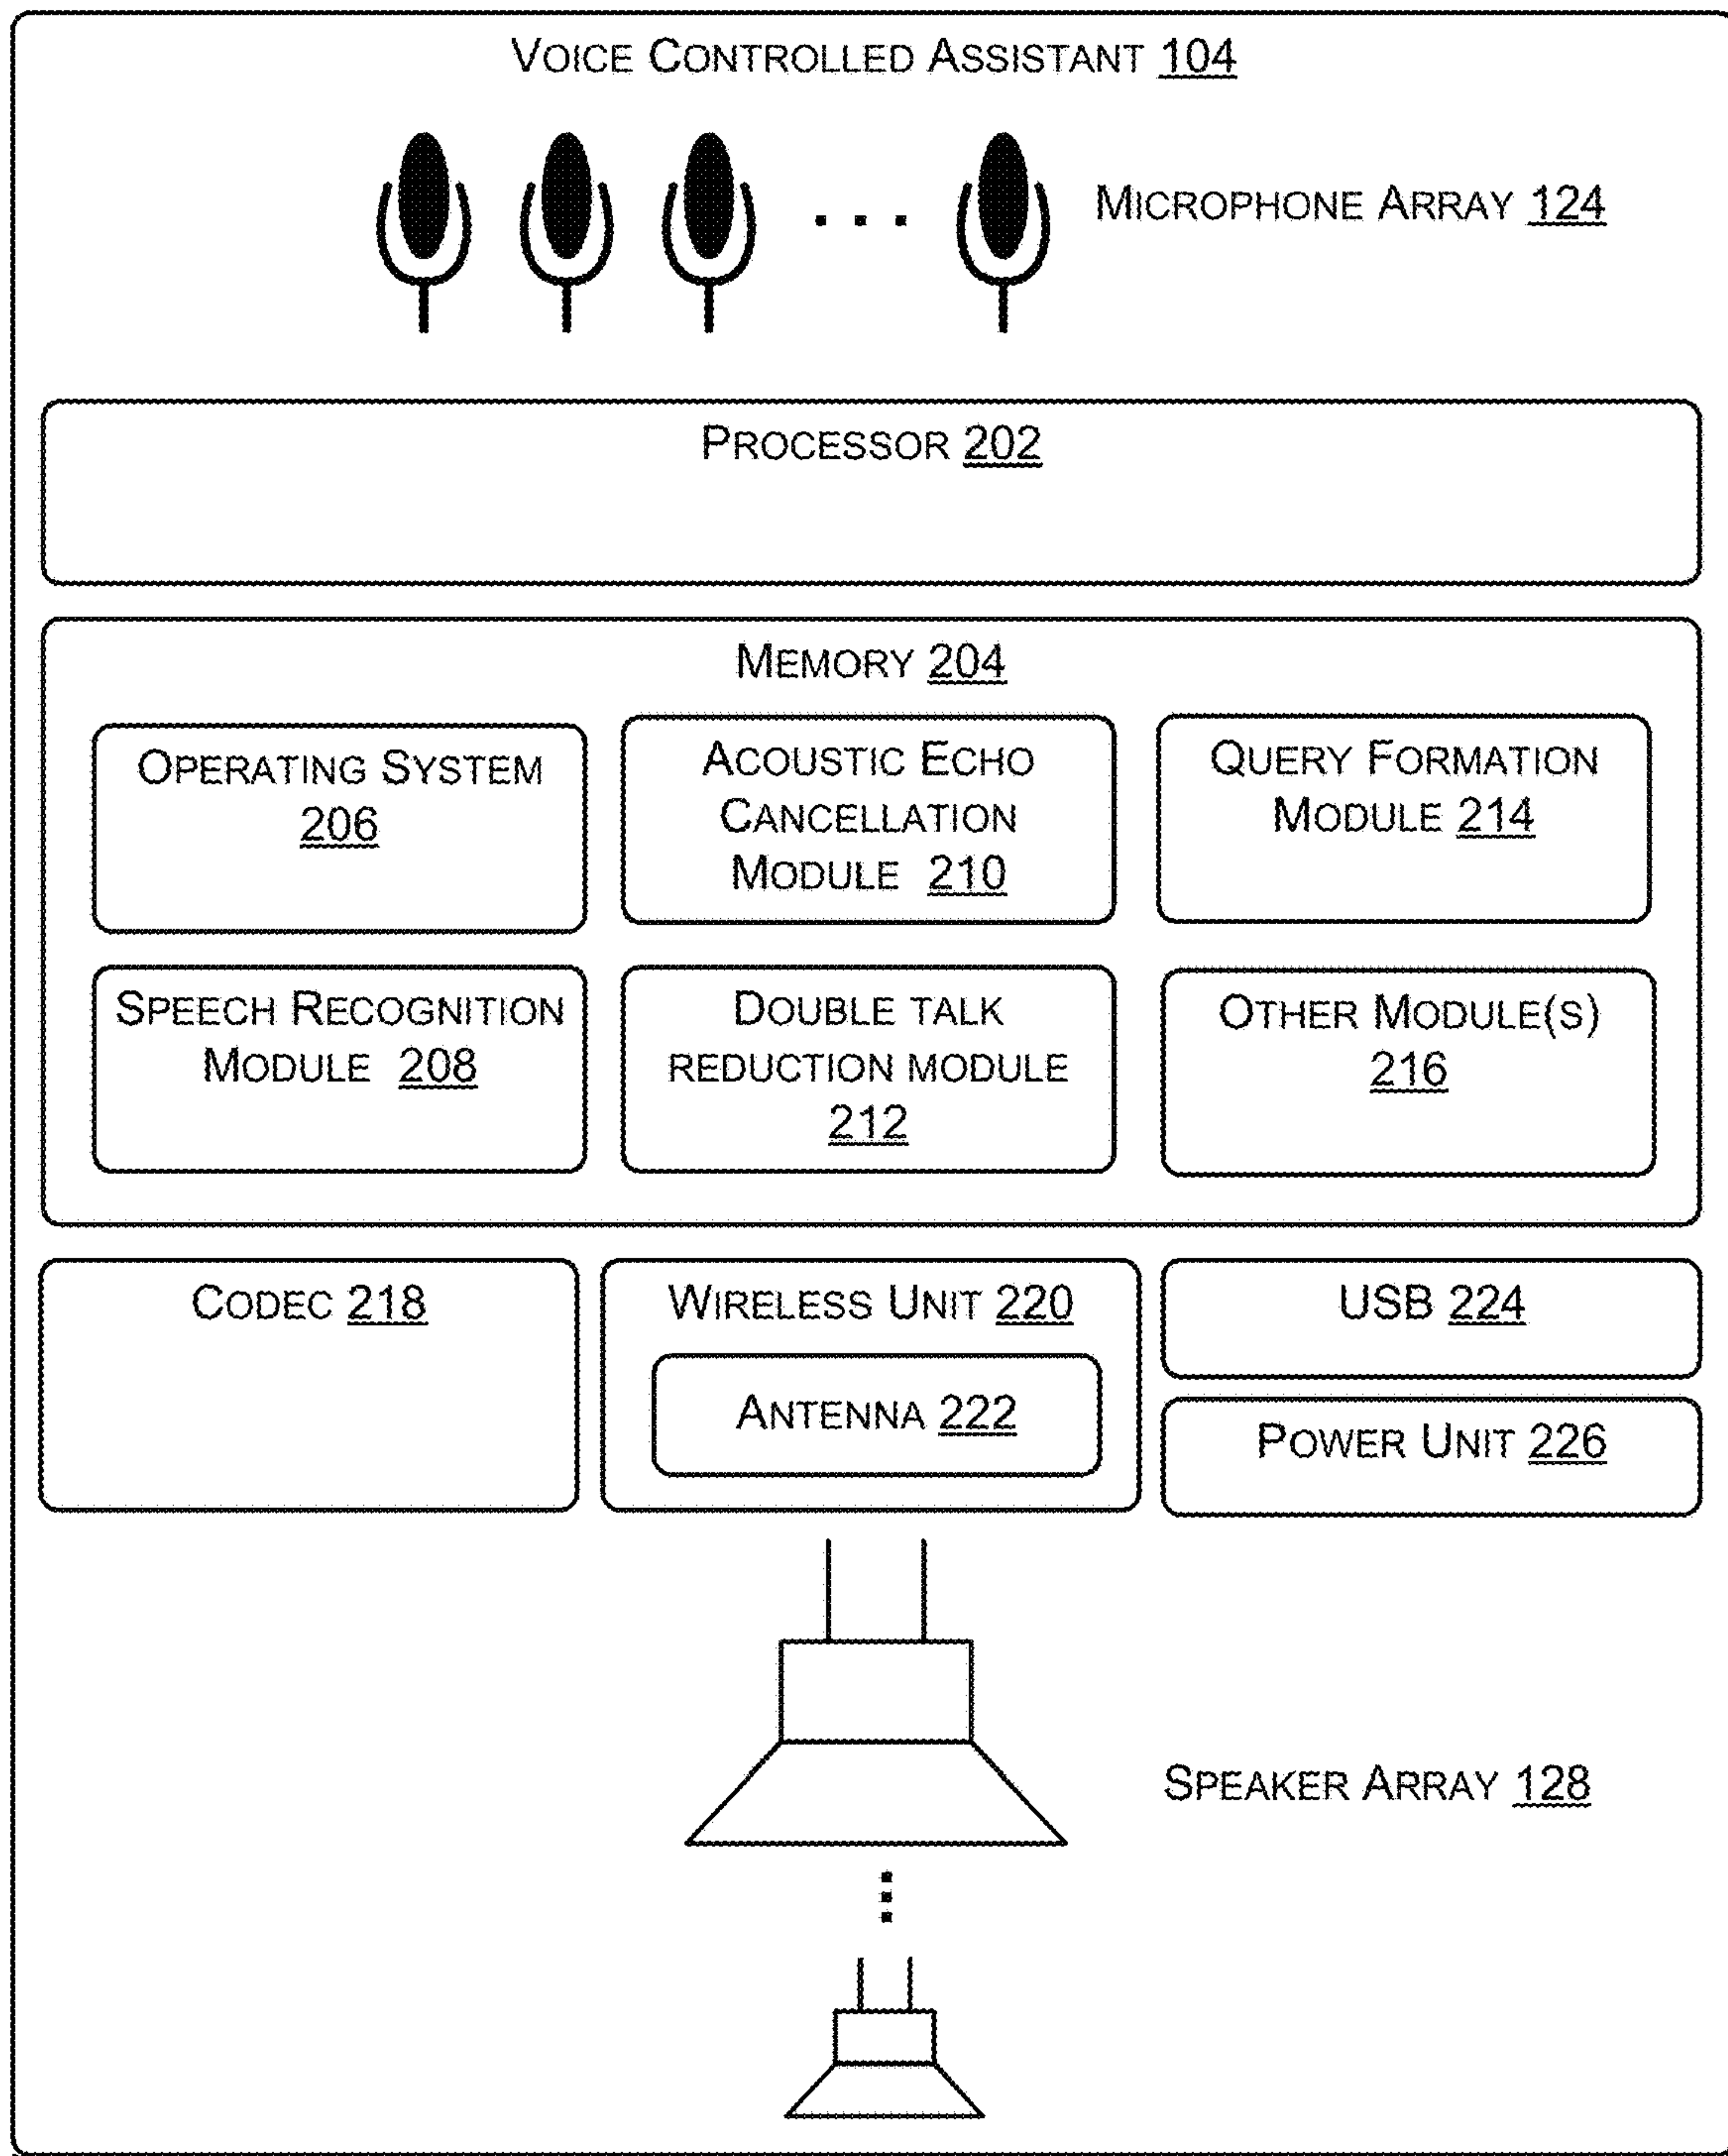 VOICE CONTROLLED ASSISTANT 104
MICROPHONE ARRAY 124
PROCESSOR 202
MEMORY 204
OPERATING SYSTEM
206
ACOUSTIC ECHO
CANCELLATION
MODULE 210
QUERY FORMATION
MODULE 214
SPEECH RECOGNITION
MODULE 208
DOUBLE TALK
REDUCTION MODULE
212
OTHER MODULE(S)
216
CODEC 218
WIRELESS UNIT 220
ANTENNA 222
USB 224
POWER UNIT 226
SPEAKER ARRAY 128